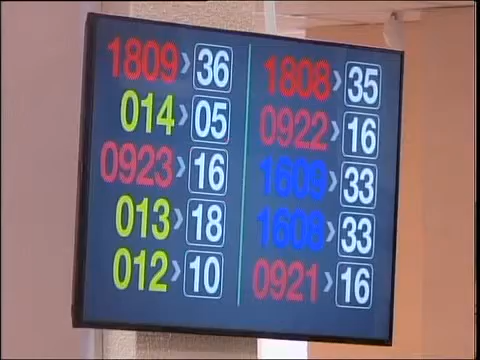 1809 › 36
014 › 05
0923 › 16
013 › 18
012 › 10
1808 › 35
0922 › 16
1609 › 33
1608 › 33
0921 › 16